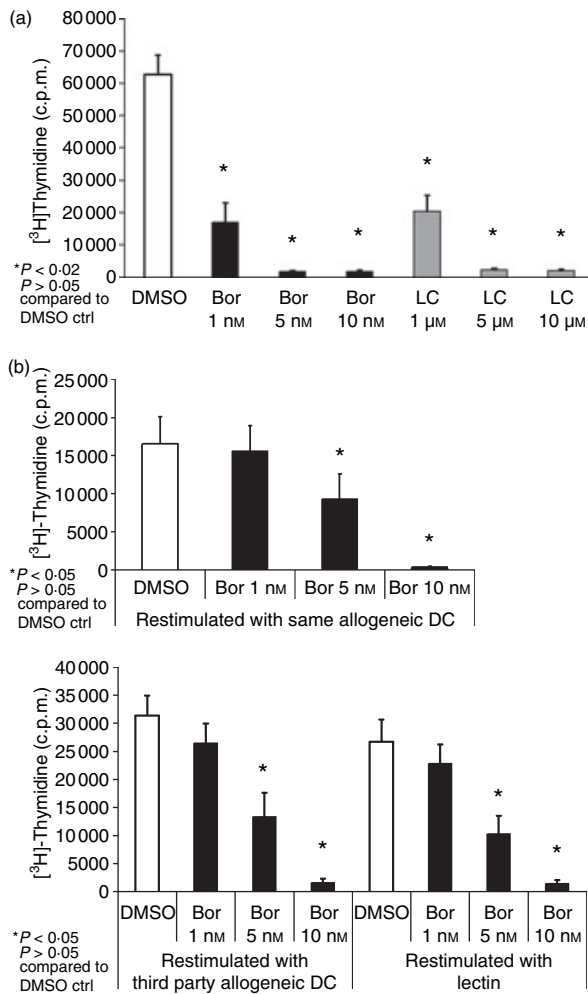 (a)
[³H]Thymidine (c.p.m.)
80 000
70 000
60 000
50 000
40 000
30 000
20 000
10 000
0
* * * * * *
DMSO Bor Bor Bor LC LC LC
1 nM 5 nM 10 nM 1 µM 5 µM 10 µM
*P < 0·02
P > 0·05
compared to
DMSO ctrl
(b)
[³H]-Thymidine (c.p.m.)
25 000
20 000
15 000
10 000
5000
0
* *
DMSO Bor 1 nM Bor 5 nM Bor 10 nM
Restimulated with same allogeneic DC
*P < 0·05
P > 0·05
compared to
DMSO ctrl
[³H]-Thymidine (c.p.m.)
40 000
35 000
30 000
25 000
20 000
15 000
10 000
5000
0
* * * *
DMSO Bor Bor Bor DMSO Bor Bor Bor
1 nM 5 nM 10 nM 1 nM 5 nM 10 nM
Restimulated with Restimulated with
third party allogeneic DC lectin
*P < 0·05
P > 0·05
compared to
DMSO ctrl